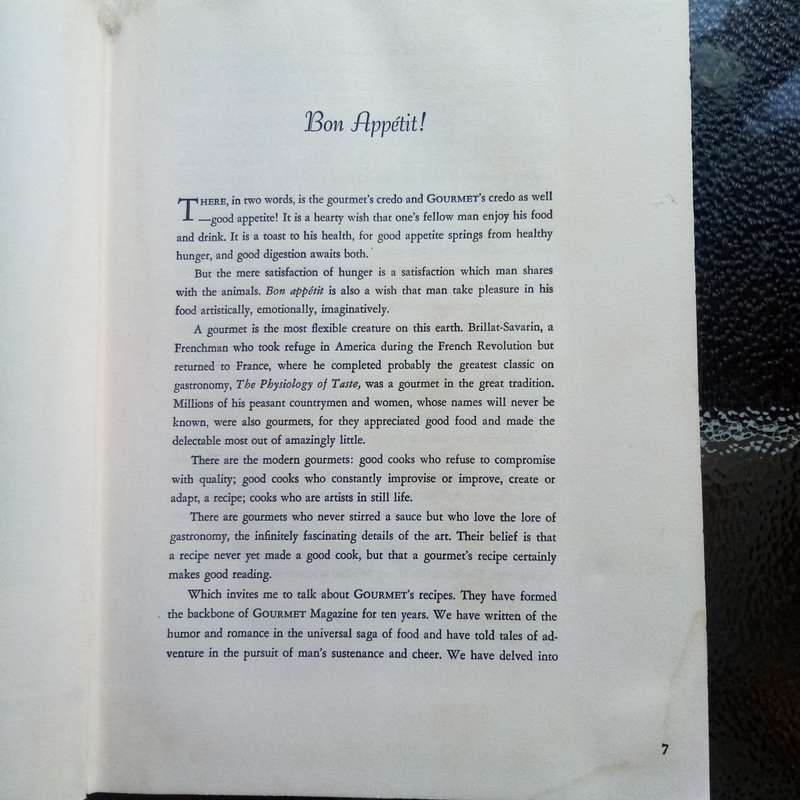 Bon Appétit!
THERE, in two words, is the gourmet's credo and GOURMET's credo as well
—good appetite! It is a hearty wish that one's fellow man enjoy his food
and drink. It is a toast to his health, for good appetite springs from healthy
hunger, and good digestion awaits both.
But the mere satisfaction of hunger is a satisfaction which man shares
with the animals. Bon appétit is also a wish that man take pleasure in his
food artistically, emotionally, imaginatively.
A gourmet is the most flexible creature on this earth. Brillat-Savarin, a
Frenchman who took refuge in America during the French Revolution but
returned to France, where he completed probably the greatest classic on
gastronomy, The Physiology of Taste, was a gourmet in the great tradition.
Millions of his peasant countrymen and women, whose names will never be
known, were also gourmets, for they appreciated good food and made the
delectable most out of amazingly little.
There are the modern gourmets: good cooks who refuse to compromise
with quality; good cooks who constantly improvise or improve, create or
adapt, a recipe; cooks who are artists in still life.
There are gourmets who never stirred a sauce but who love the lore of
gastronomy, the infinitely fascinating details of the art. Their belief is that
a recipe never yet made a good cook, but that a gourmet's recipe certainly
makes good reading.
Which invites me to talk about GOURMET's recipes. They have formed
the backbone of GOURMET Magazine for ten years. We have written of the
humor and romance in the universal saga of food and have told tales of ad-
venture in the pursuit of man's sustenance and cheer. We have delved into
7